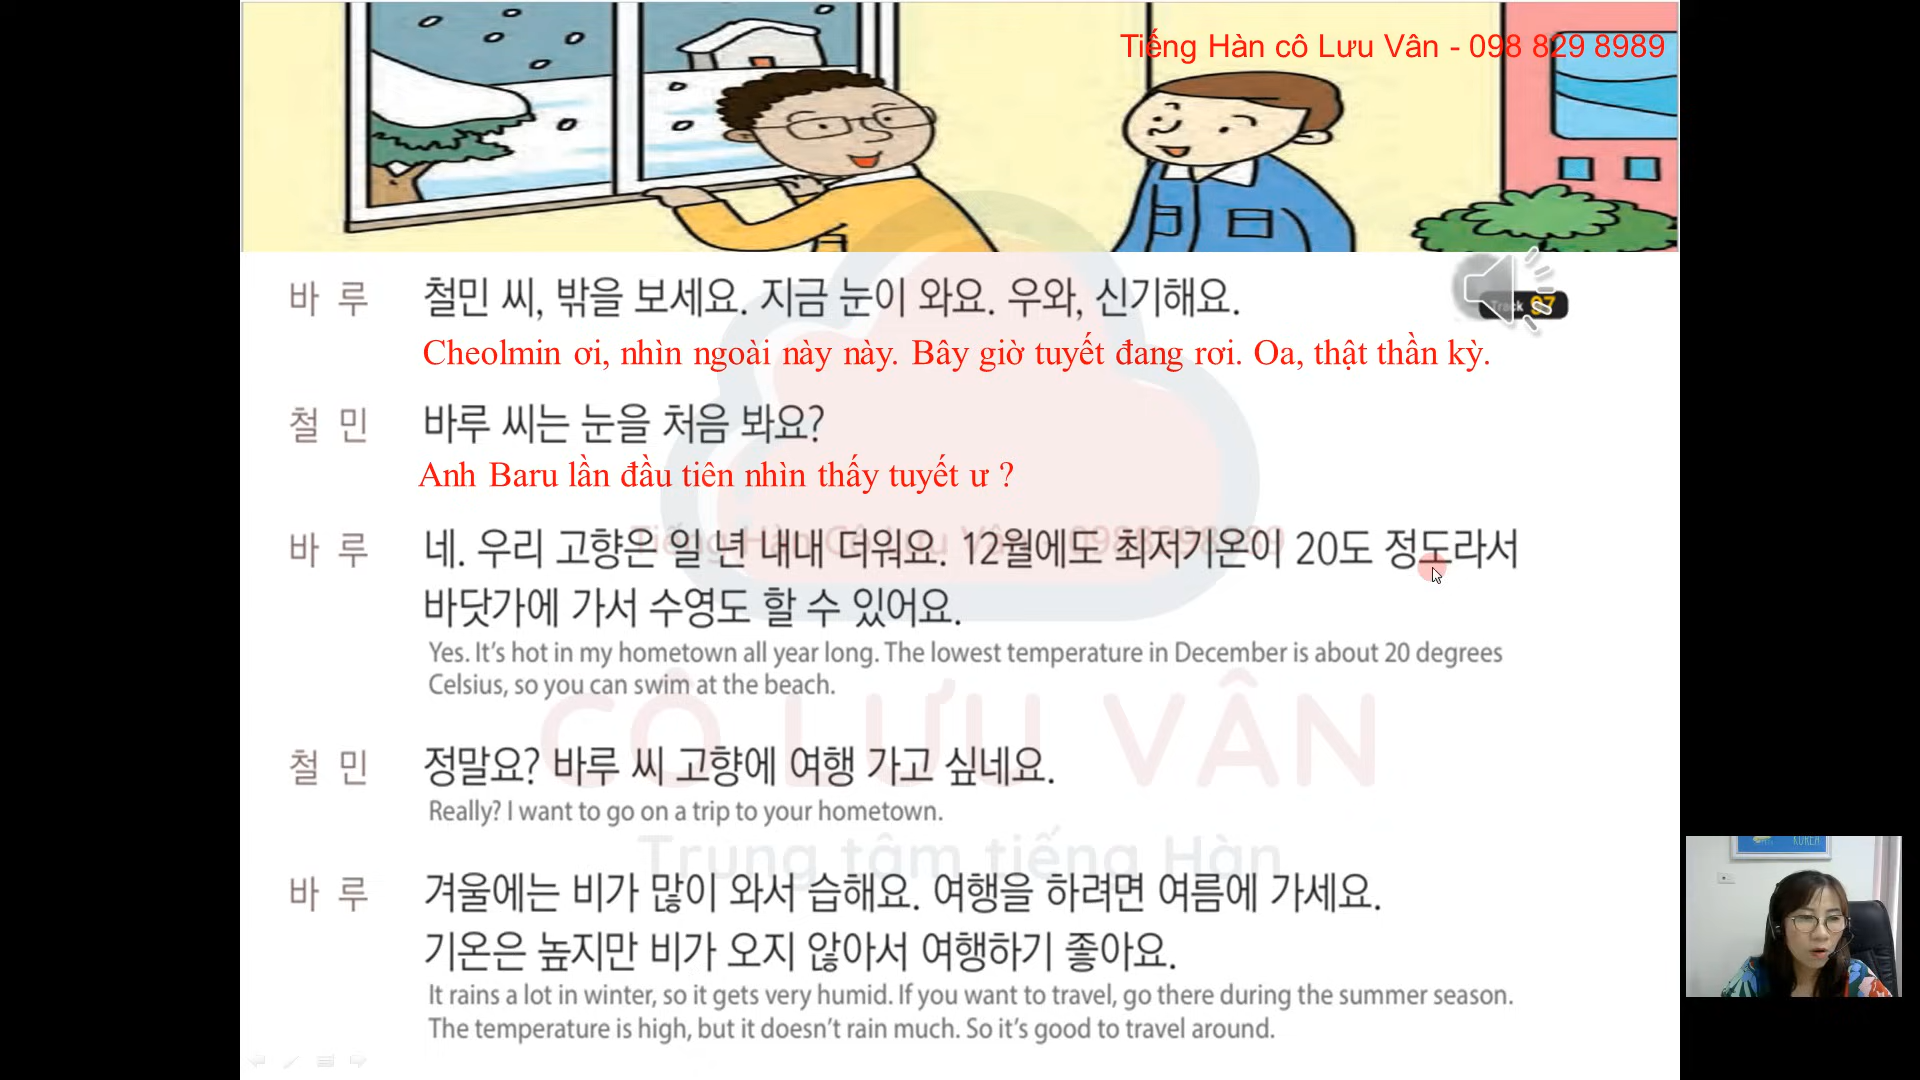 Tiếng Hàn cô Lưu Vân - 098 829 8989
바 루 철민 씨, 밖을 보세요. 지금 눈이 와요. 우와, 신기해요.
Track 97
Cheolmin ơi, nhìn ngoài này này. Bây giờ tuyết đang rơi. Oa, thật thần kỳ.
철 민 바루 씨는 눈을 처음 봐요?
Anh Baru lần đầu tiên nhìn thấy tuyết ư ?
바 루 네. 우리 고향은 일 년 내내 더워요. 12월에도 최저기온이 20도 정도라서
바닷가에 가서 수영도 할 수 있어요.
Yes. It's hot in my hometown all year long. The lowest temperature in December is about 20 degrees
Celsius, so you can swim at the beach.
CÔ LƯU VÂN
철 민 정말요? 바루 씨 고향에 여행 가고 싶네요.
Really? I want to go on a trip to your hometown.
Trung tâm tiếng Hàn
바 루 겨울에는 비가 많이 와서 습해요. 여행을 하려면 여름에 가세요.
기온은 높지만 비가 오지 않아서 여행하기 좋아요.
It rains a lot in winter, so it gets very humid. If you want to travel, go there during the summer season.
The temperature is high, but it doesn't rain much. So it's good to travel around.
KOREA